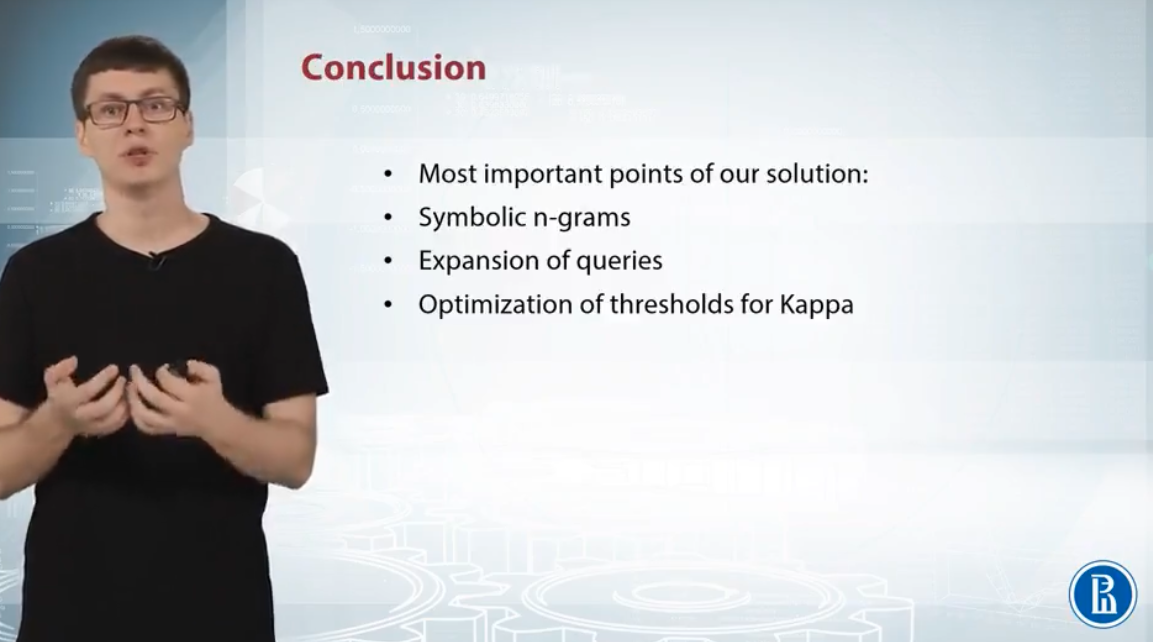 Conclusion
• Most important points of our solution:
• Symbolic n-grams
• Expansion of queries
• Optimization of thresholds for Kappa